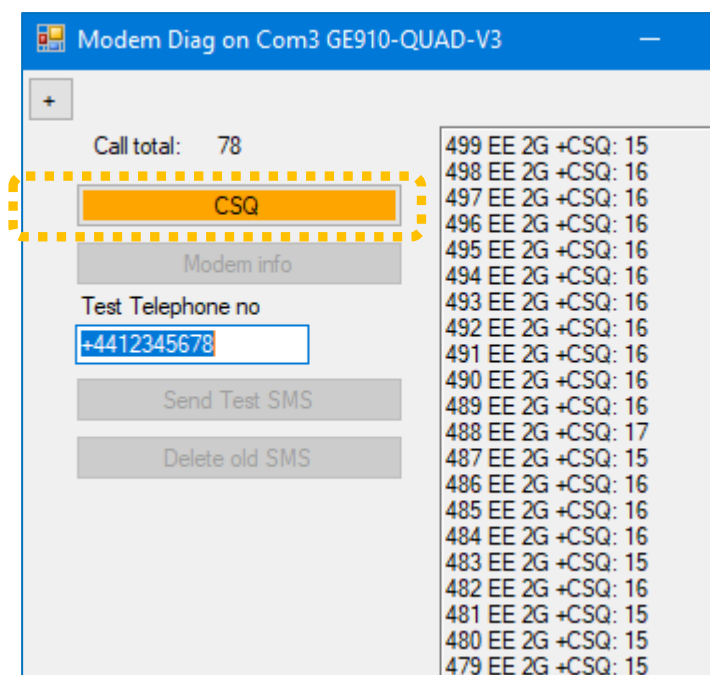 Modem Diag on Com3 GE910-QUAD-V3
+
Call total: 78
CSQ
Modem info
Test Telephone no
+4412345678
Send Test SMS
Delete old SMS
499 EE 2G +CSQ: 15
498 EE 2G +CSQ: 16
497 EE 2G +CSQ: 16
496 EE 2G +CSQ: 16
495 EE 2G +CSQ: 16
494 EE 2G +CSQ: 16
493 EE 2G +CSQ: 16
492 EE 2G +CSQ: 16
491 EE 2G +CSQ: 16
490 EE 2G +CSQ: 16
489 EE 2G +CSQ: 16
488 EE 2G +CSQ: 17
487 EE 2G +CSQ: 15
486 EE 2G +CSQ: 16
485 EE 2G +CSQ: 16
484 EE 2G +CSQ: 16
483 EE 2G +CSQ: 15
482 EE 2G +CSQ: 16
481 EE 2G +CSQ: 15
480 EE 2G +CSQ: 15
479 EE 2G +CSQ: 15